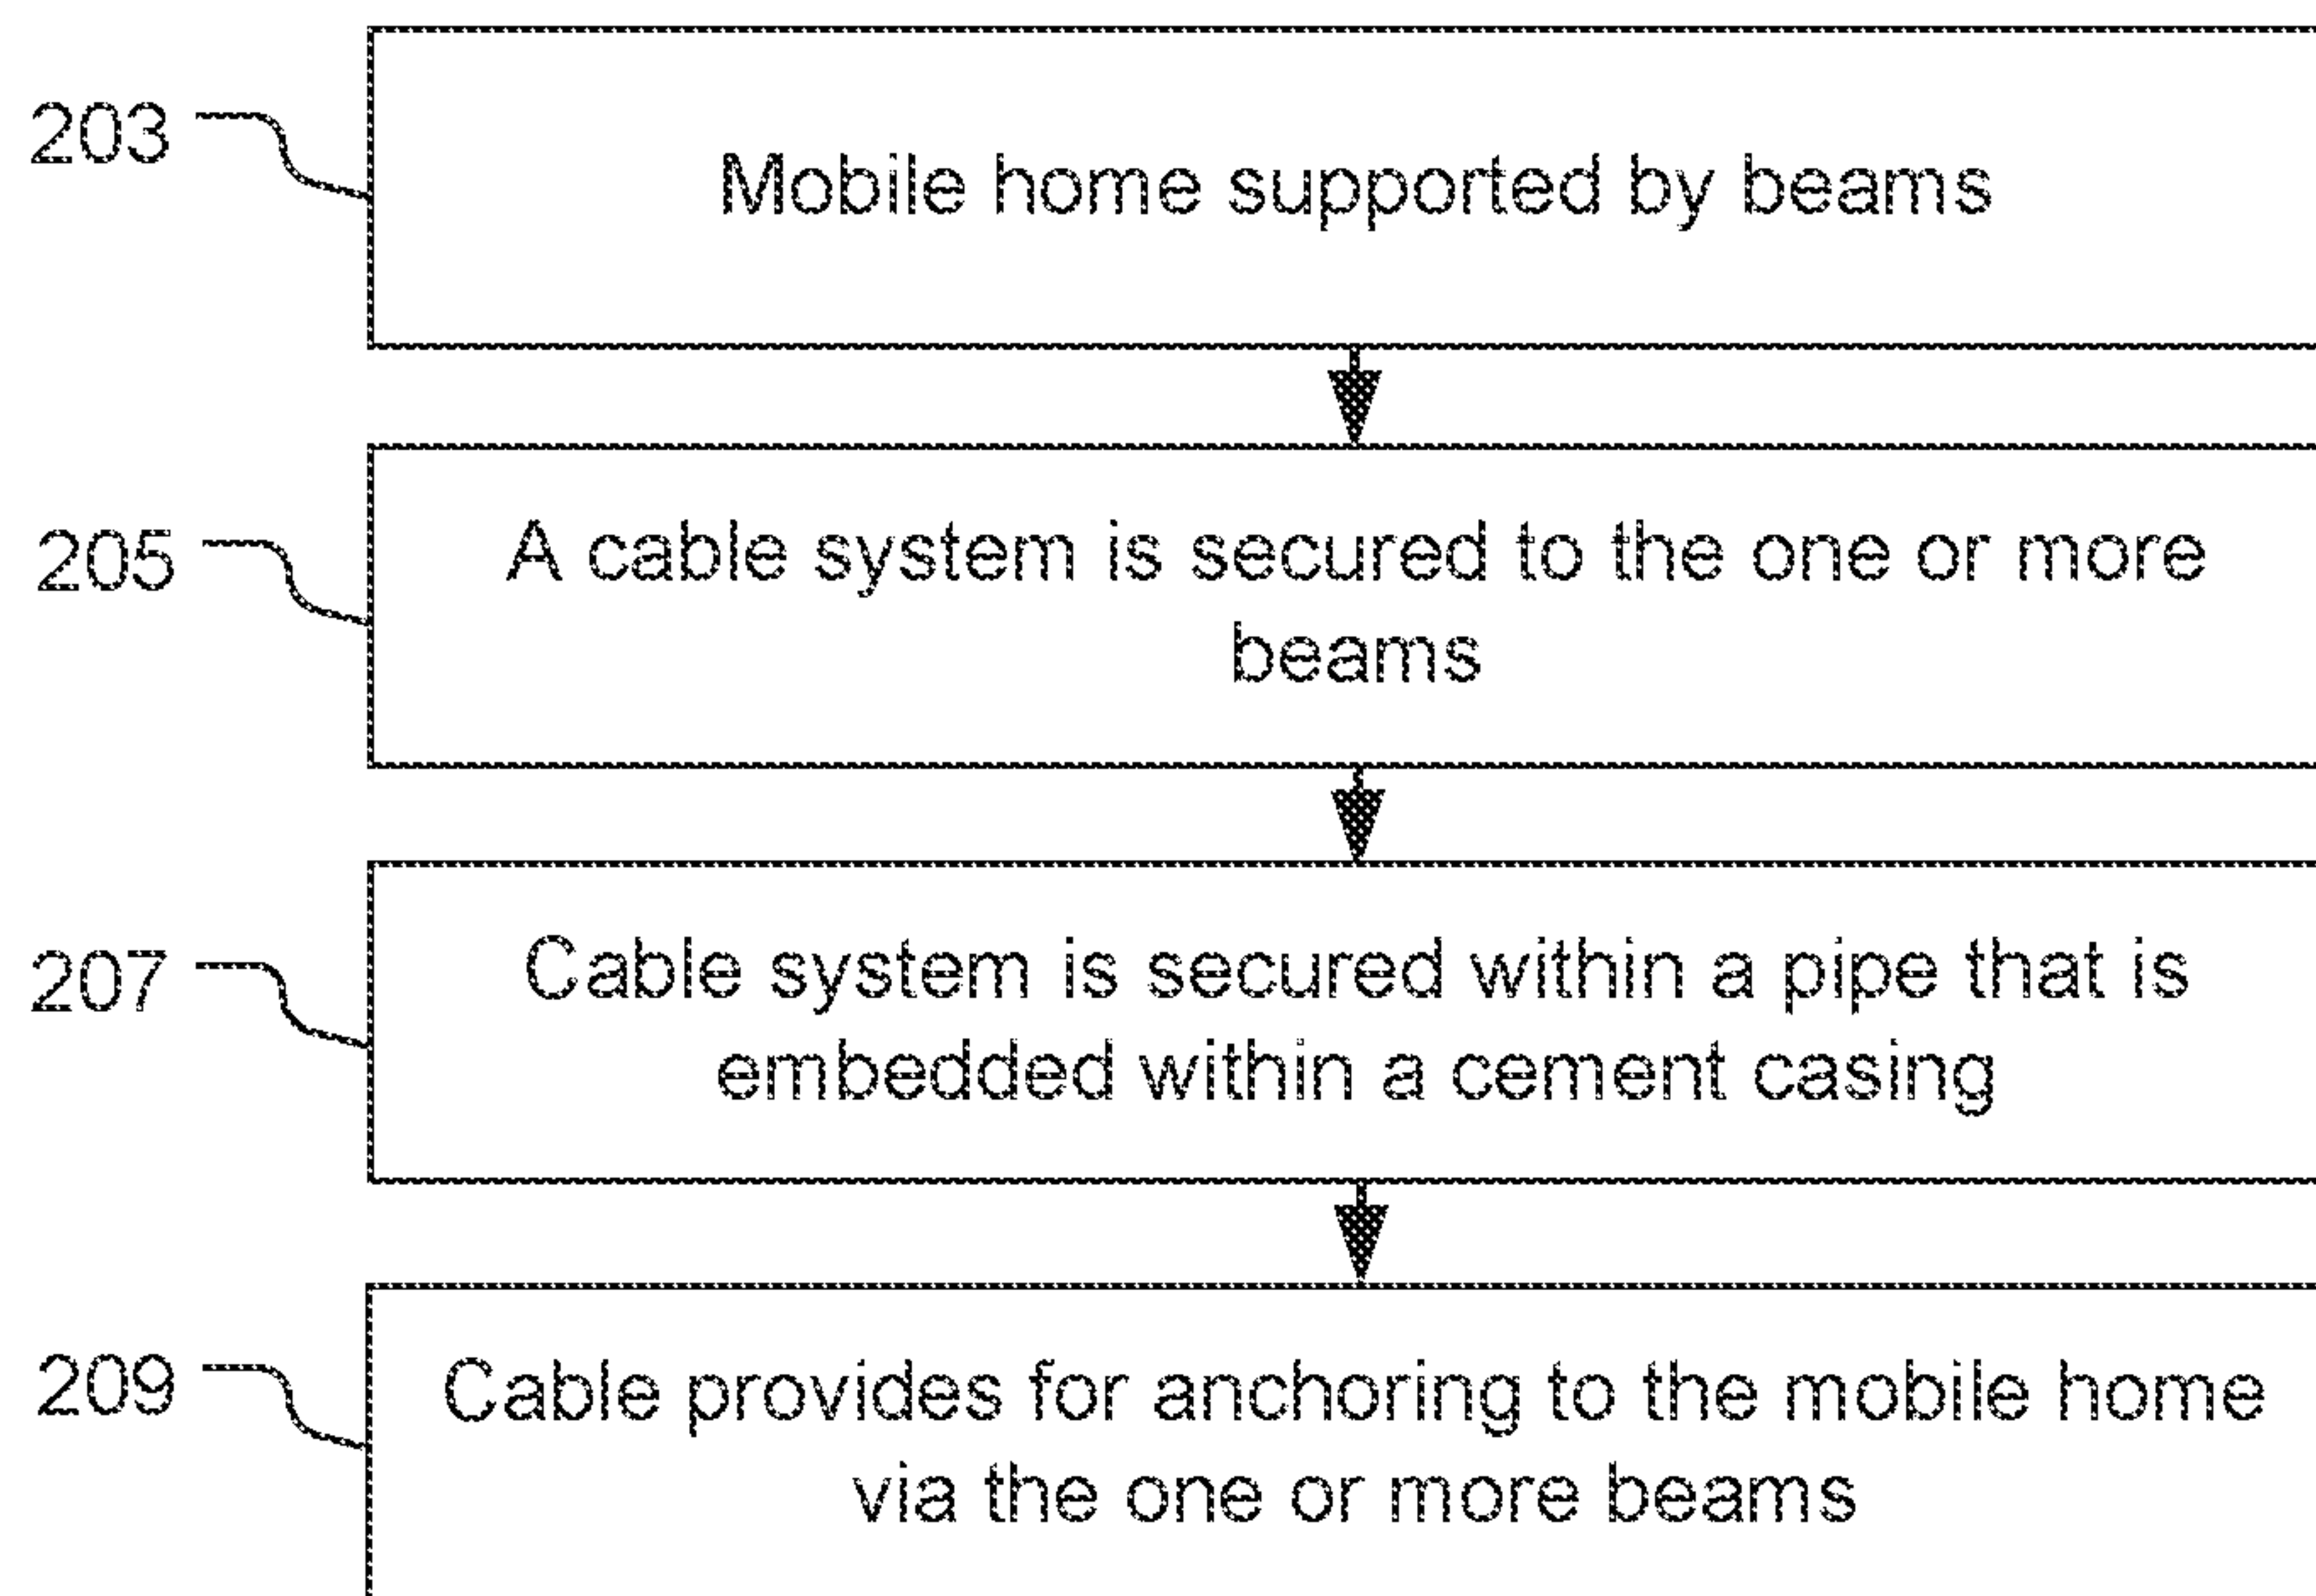 203
Mobile home supported by beams
205
A cable system is secured to the one or more
beams
207
Cable system is secured within a pipe that is
embedded within a cement casing
209
Cable provides for anchoring to the mobile home
via the one or more beams